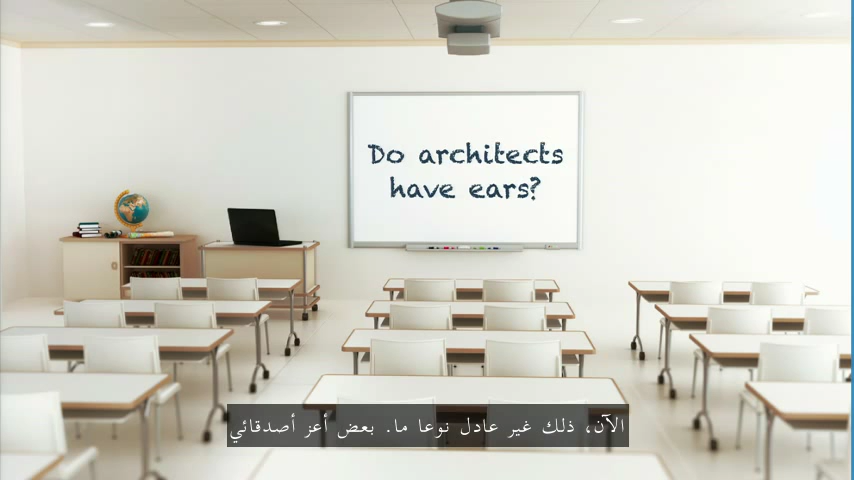 Do architects
have ears?
الآن، ذلك غير عادل نوعا ما. بعض أعز أصدقائي